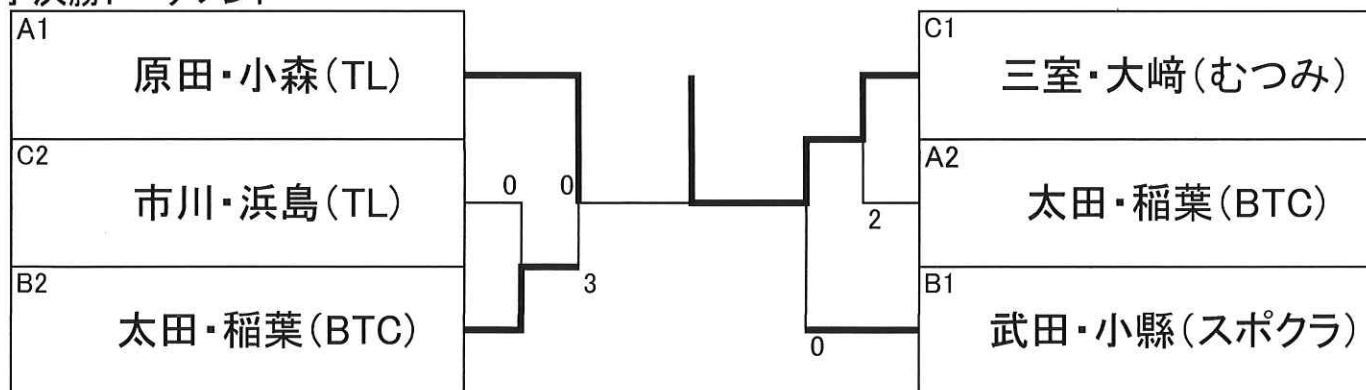 A1
原田・小森(TL)
C2
市川・浜島(TL)
B2
太田・稲葉(BTC)
0
0
3
C1
三室・大﨑(むつみ)
A2
太田・稲葉(BTC)
B1
武田・小縣(スポクラ)
2
0